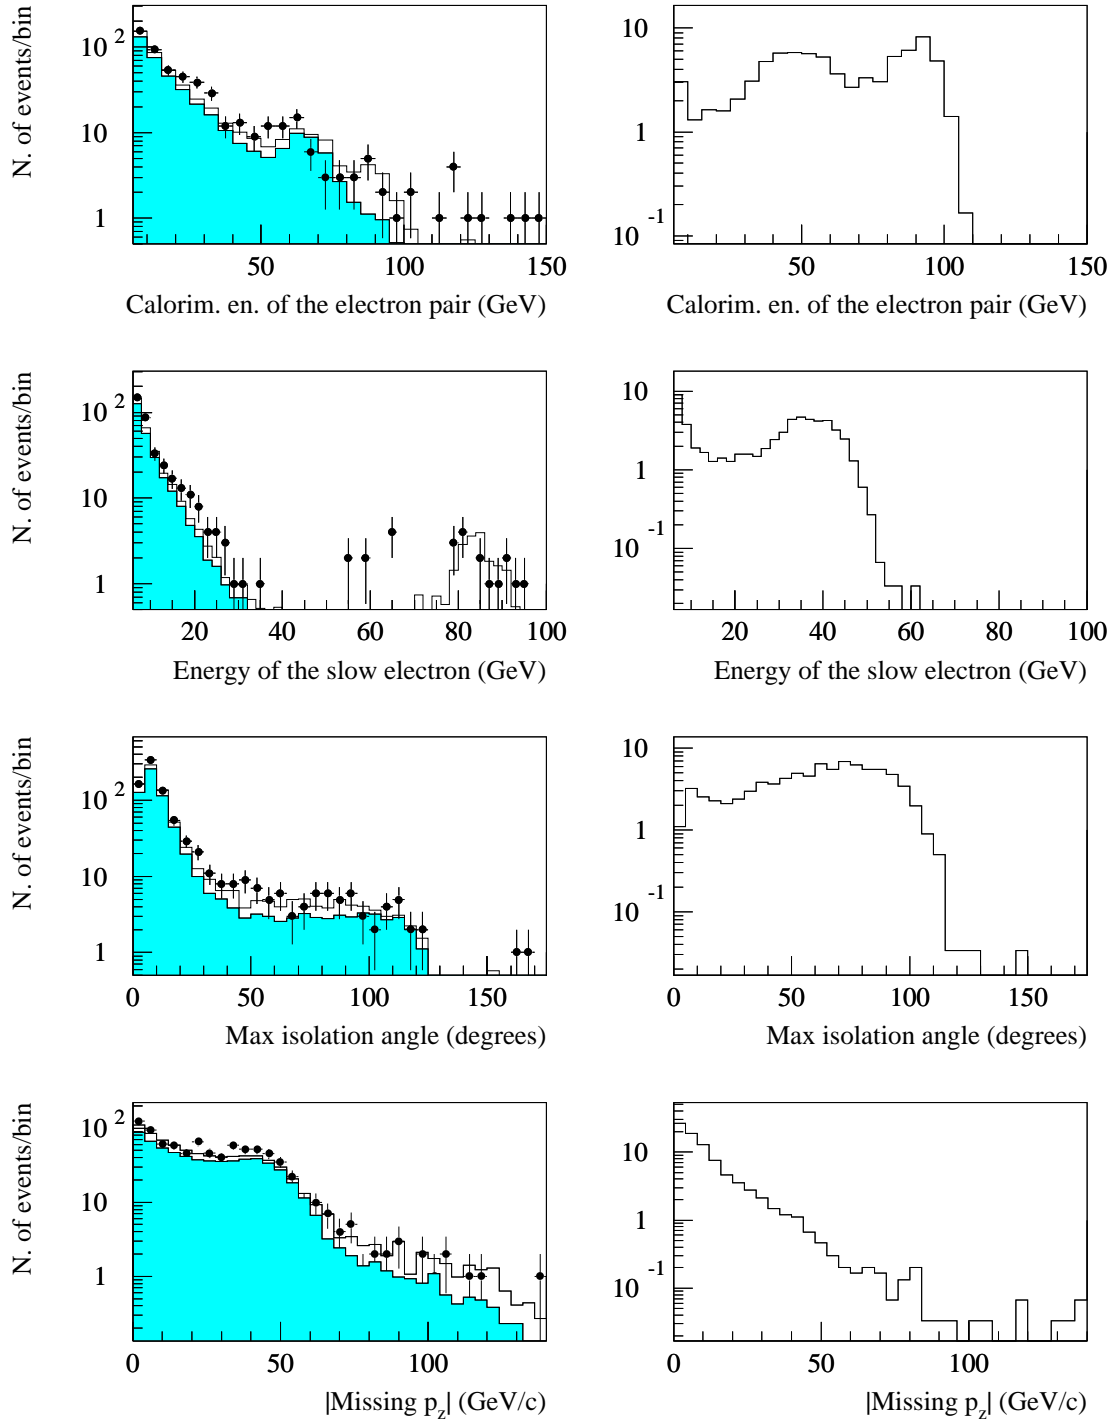 N. of events/bin
10 2
10
1
50 100 150
Calorim. en. of the electron pair (GeV)
10
1
10 -1
50 100 150
Calorim. en. of the electron pair (GeV)
N. of events/bin
10 2
10
1
20 40 60 80 100
Energy of the slow electron (GeV)
10
1
10 -1
20 40 60 80 100
Energy of the slow electron (GeV)
N. of events/bin
10 2
10
1
0 50 100 150
Max isolation angle (degrees)
10
1
10 -1
0 50 100 150
Max isolation angle (degrees)
N. of events/bin
10 2
10
1
0 50 100
|Missing pz| (GeV/c)
10
1
10 -1
0 50 100
|Missing pz| (GeV/c)